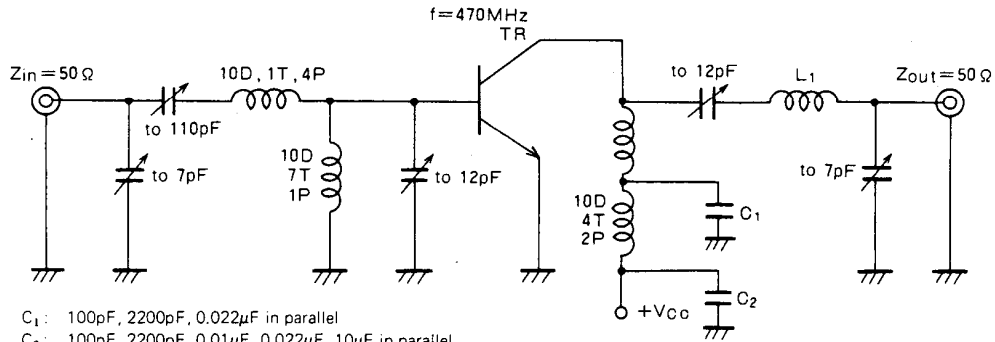 f=470MHz
TR
Zin=50Ω
10D, 1T, 4P
to 110pF
to 7pF
10D
7T
1P
to 12pF
to 12pF
L1
Zout=50Ω
to 7pF
10D
4T
2P
C1
C2
+Vcc
C1: 100pF, 2200pF, 0.022μF in parallel
C2: 100pF, 2200pF, 0.01μF, 0.022μF, 10μF in parallel